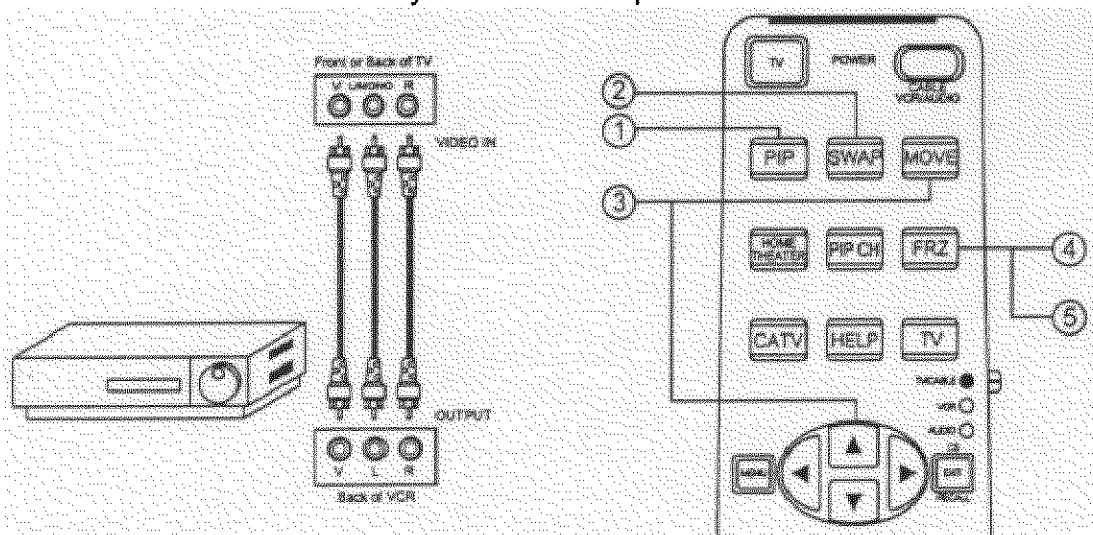 Front or Back of TV
V L/MONO R
VIDEO IN
OUTPUT
V L R
Back of VCR
TV
POWER
CABLE
VCR/AUDIO
2
1
PIP
SWAP
MOVE
3
HOME
THEATER
PIP CH
FRZ
4
5
CATV
HELP
TV
TV/CABLE
VCR
AUDIO
MENU
EXIT
RECALL